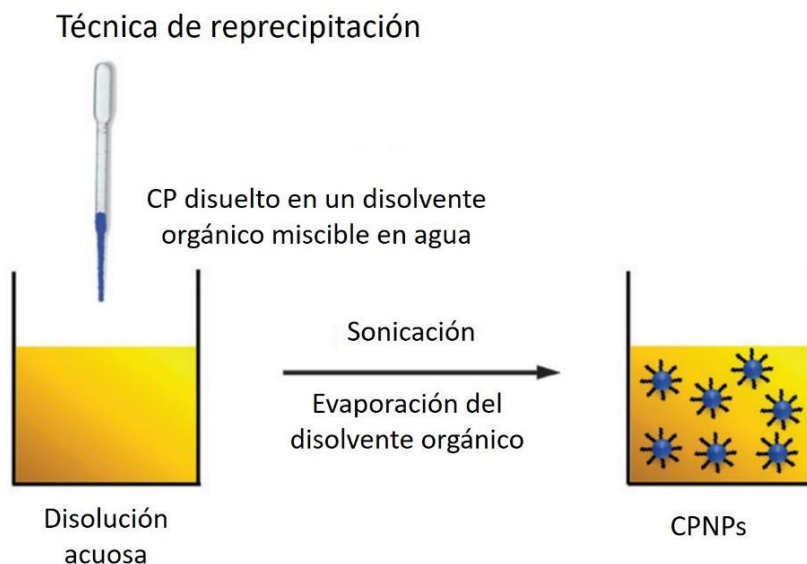 Técnica de reprecipitación
CP disuelto en un disolvente
orgánico miscible en agua
Sonicación
Evaporación del
disolvente orgánico
Disolución
acuosa
CPNPs